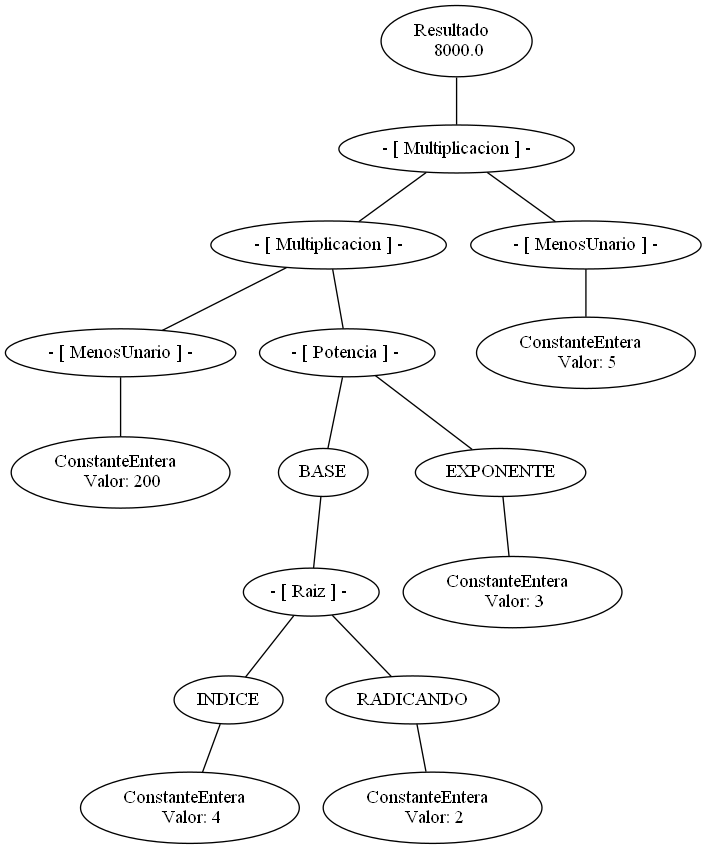 Resultado
8000.0
- [ Multiplicacion ] -
- [ Multiplicacion ] -
- [ MenosUnario ] -
- [ MenosUnario ] -
- [ Potencia ] -
ConstanteEntera
Valor: 5
ConstanteEntera
Valor: 200
BASE
EXPONENTE
- [ Raiz ] -
ConstanteEntera
Valor: 3
INDICE
RADICANDO
ConstanteEntera
Valor: 4
ConstanteEntera
Valor: 2